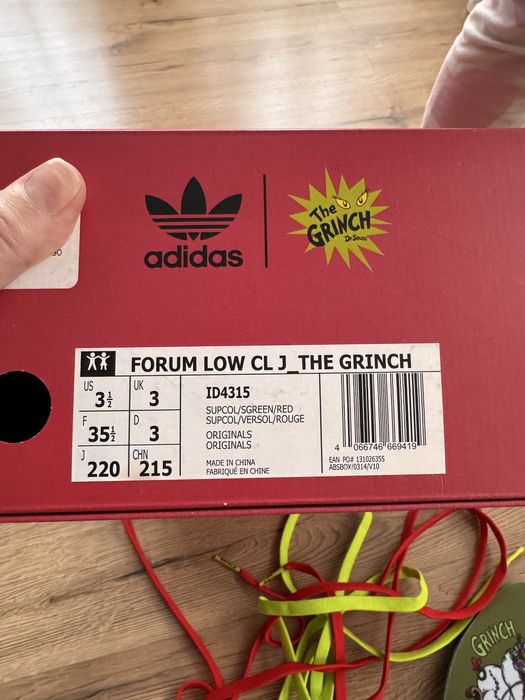 90
adidas
The
GRINCH
Dr. Seuss
FORUM LOW CL J_THE GRINCH
US
3½
UK
3
F
35½
D
3
J
220
CHN
215
ID4315
SUPCOL/SGREEN/RED
SUPCOL/VERSOL/ROUGE
ORIGINALS
ORIGINALS
MADE IN CHINA
FABRIQUÉ EN CHINE
4 066746 669419
EAN PO# 131026355
ABSBOX/0314/V10
GRINCH